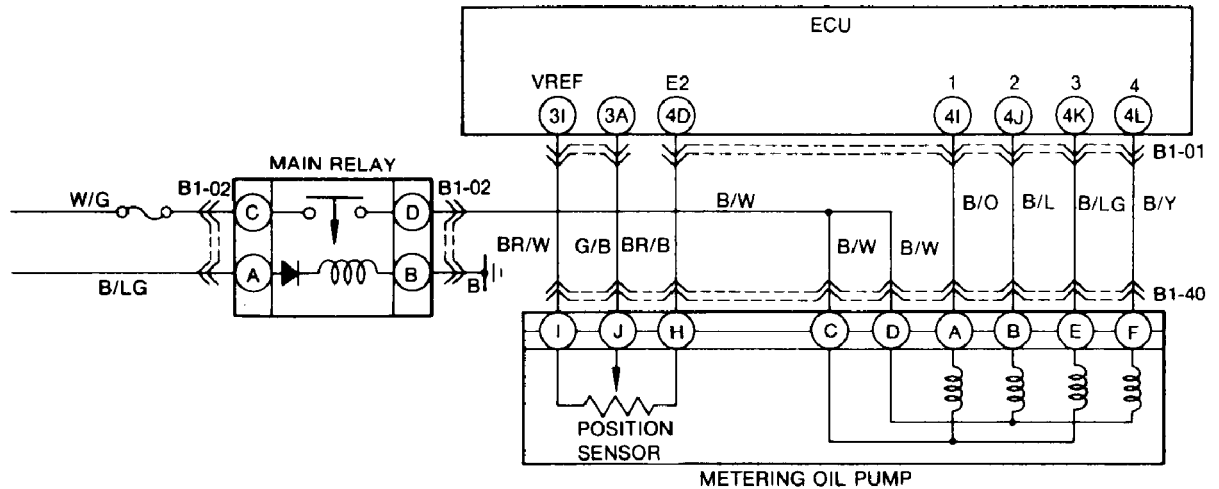 ECU
VREF E2 1 2 3 4
3I 3A 4D 4I 4J 4K 4L
B1-01
MAIN RELAY
W/G B1-02 C D B1-02
B/W B/O B/L B/LG B/Y
BR/W G/B BR/B B/W B/W
B/LG A B B
B1-40
I J H C D A B E F
POSITION
SENSOR
METERING OIL PUMP